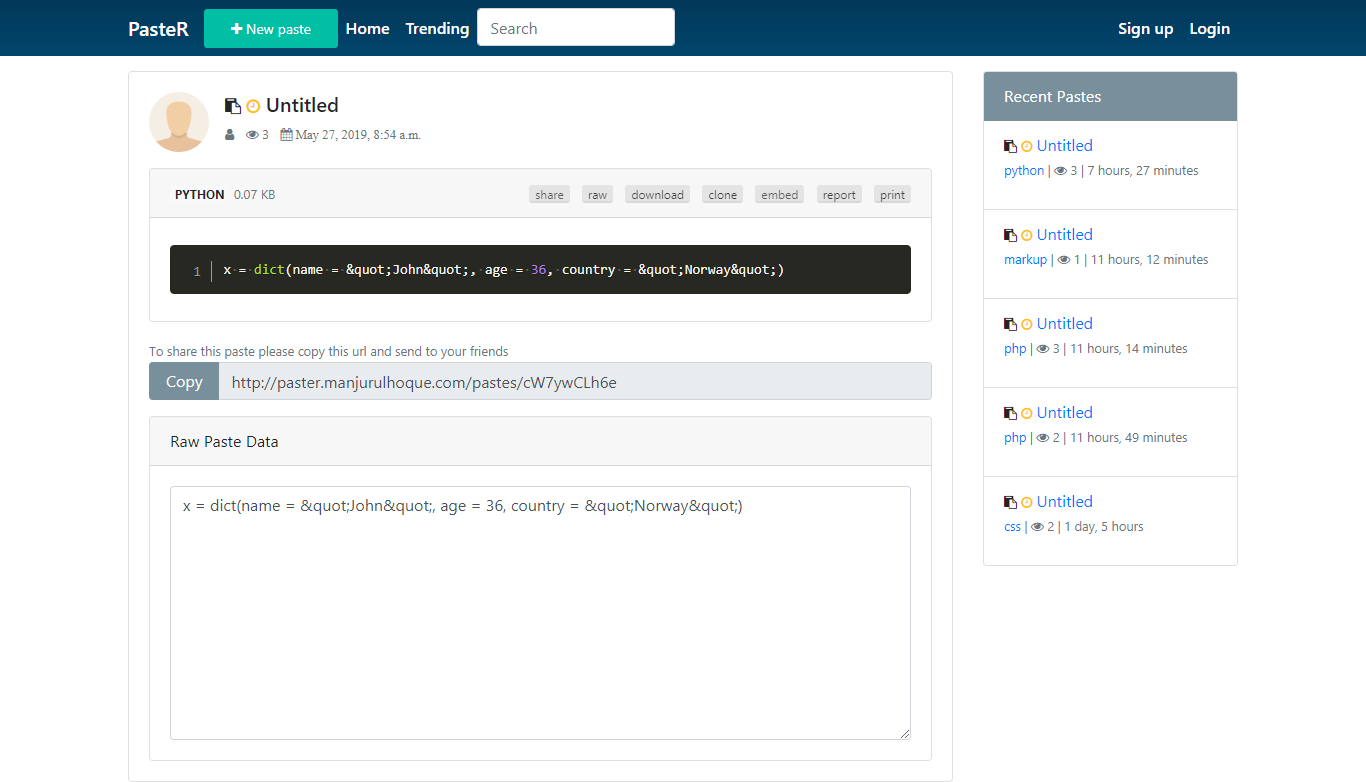 PasteR New paste Home Trending Search Sign up Login
Untitled
3 May 27, 2019, 8:54 a.m.
PYTHON 0.07 KB share raw download clone embed report print
1 x = dict(name = &quot;John&quot;, age = 36, country = &quot;Norway&quot;)
To share this paste please copy this url and send to your friends
Copy http://paster.manjurulhoque.com/pastes/cW7ywCLh6e
Raw Paste Data
x = dict(name = &quot;John&quot;, age = 36, country = &quot;Norway&quot;)
Recent Pastes
Untitled
python | 3 | 7 hours, 27 minutes
Untitled
markup | 1 | 11 hours, 12 minutes
Untitled
php | 3 | 11 hours, 14 minutes
Untitled
php | 2 | 11 hours, 49 minutes
Untitled
css | 2 | 1 day, 5 hours